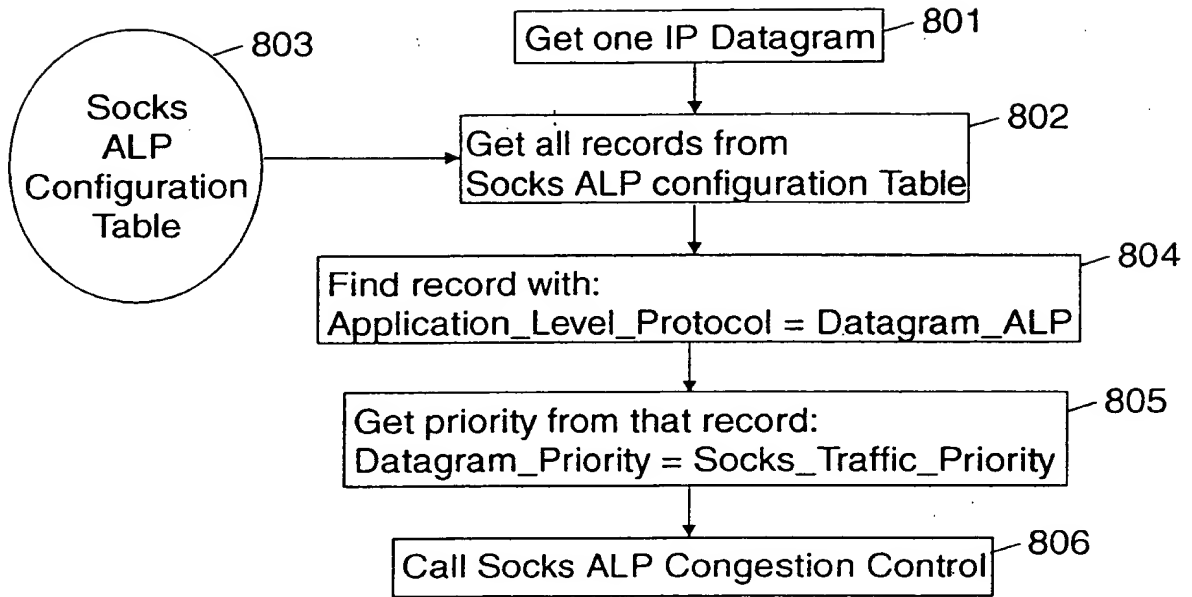 Get one IP Datagram
801
803
Socks
ALP
Configuration
Table
Get all records from
Socks ALP configuration Table
802
Find record with:
Application_Level_Protocol = Datagram_ALP
804
Get priority from that record:
Datagram_Priority = Socks_Traffic_Priority
805
Call Socks ALP Congestion Control
806